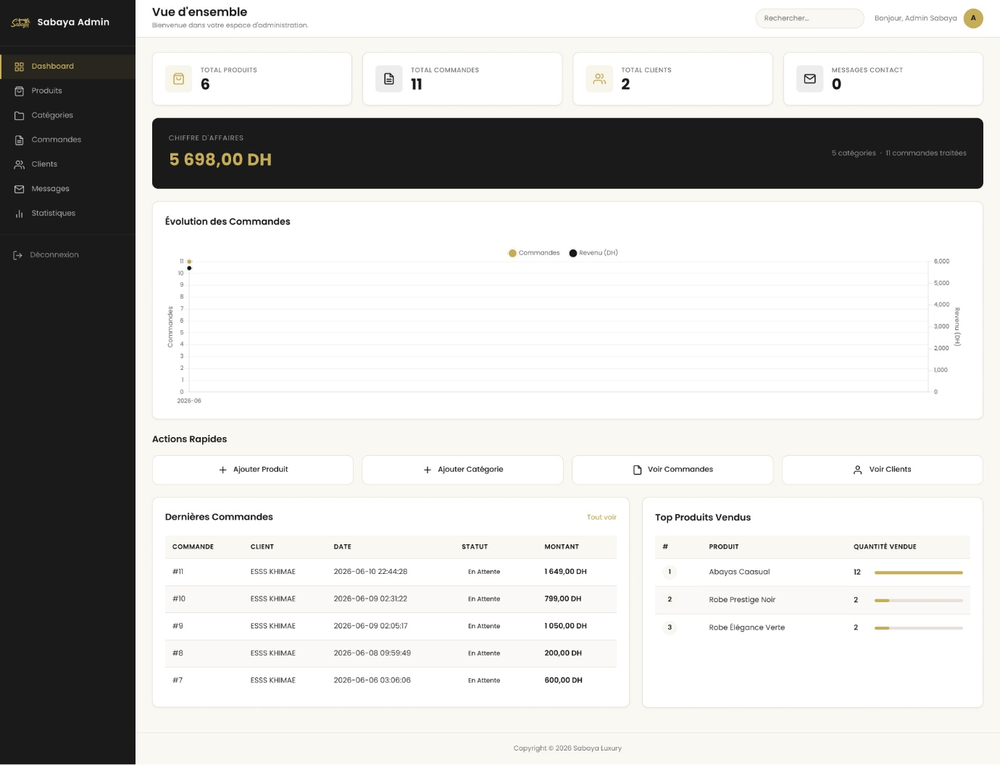 Sabaya
Sabaya Admin
Dashboard
Produits
Catégories
Commandes
Clients
Messages
Statistiques
Déconnexion
Vue d'ensemble
Bienvenue dans votre espace d'administration.
Rechercher...
Bonjour, Admin Sabaya
A
TOTAL PRODUITS
6
TOTAL COMMANDES
11
TOTAL CLIENTS
2
MESSAGES CONTACT
0
CHIFFRE D'AFFAIRES
5 698,00 DH
5 catégories · 11 commandes traitées
Évolution des Commandes
Commandes Revenu (DH)
11
10
9
8
7
6
5
4
3
2
1
0
Commandes
2026-06
6,000
5,000
4,000
3,000
2,000
1,000
0
Revenu (DH)
Actions Rapides
Ajouter Produit
Ajouter Catégorie
Voir Commandes
Voir Clients
Dernières Commandes
Tout voir
COMMANDE CLIENT DATE STATUT MONTANT
#11 ESSS KHIMAE 2026-06-10 22:44:28 En Attente 1 649,00 DH
#10 ESSS KHIMAE 2026-06-09 02:31:22 En Attente 799,00 DH
#9 ESSS KHIMAE 2026-06-09 02:05:17 En Attente 1 050,00 DH
#8 ESSS KHIMAE 2026-06-08 09:59:49 En Attente 200,00 DH
#7 ESSS KHIMAE 2026-06-06 03:06:06 En Attente 600,00 DH
Top Produits Vendus
# PRODUIT QUANTITÉ VENDUE
1 Abayas Caasual 12
2 Robe Prestige Noir 2
3 Robe Élégance Verte 2
Copyright © 2026 Sabaya Luxury